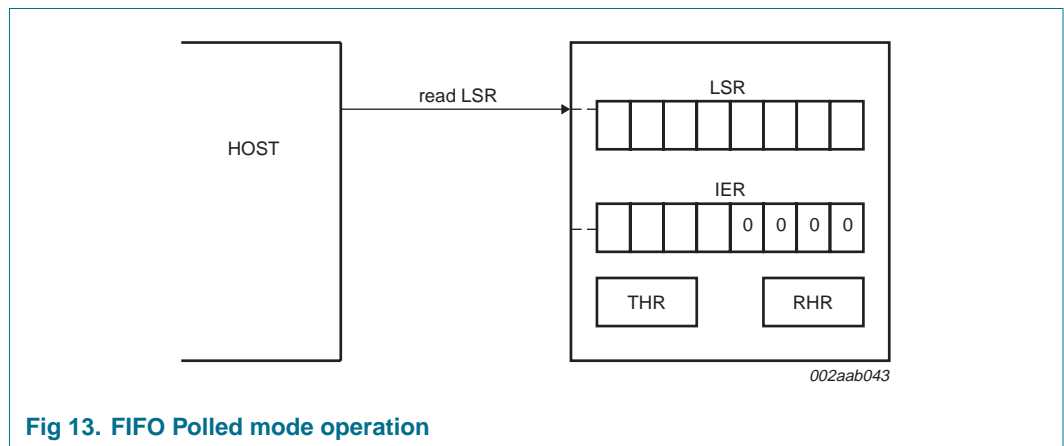 read LSR
LSR
HOST
IER
0 0 0 0
THR RHR
002aab043
Fig 13. FIFO Polled mode operation